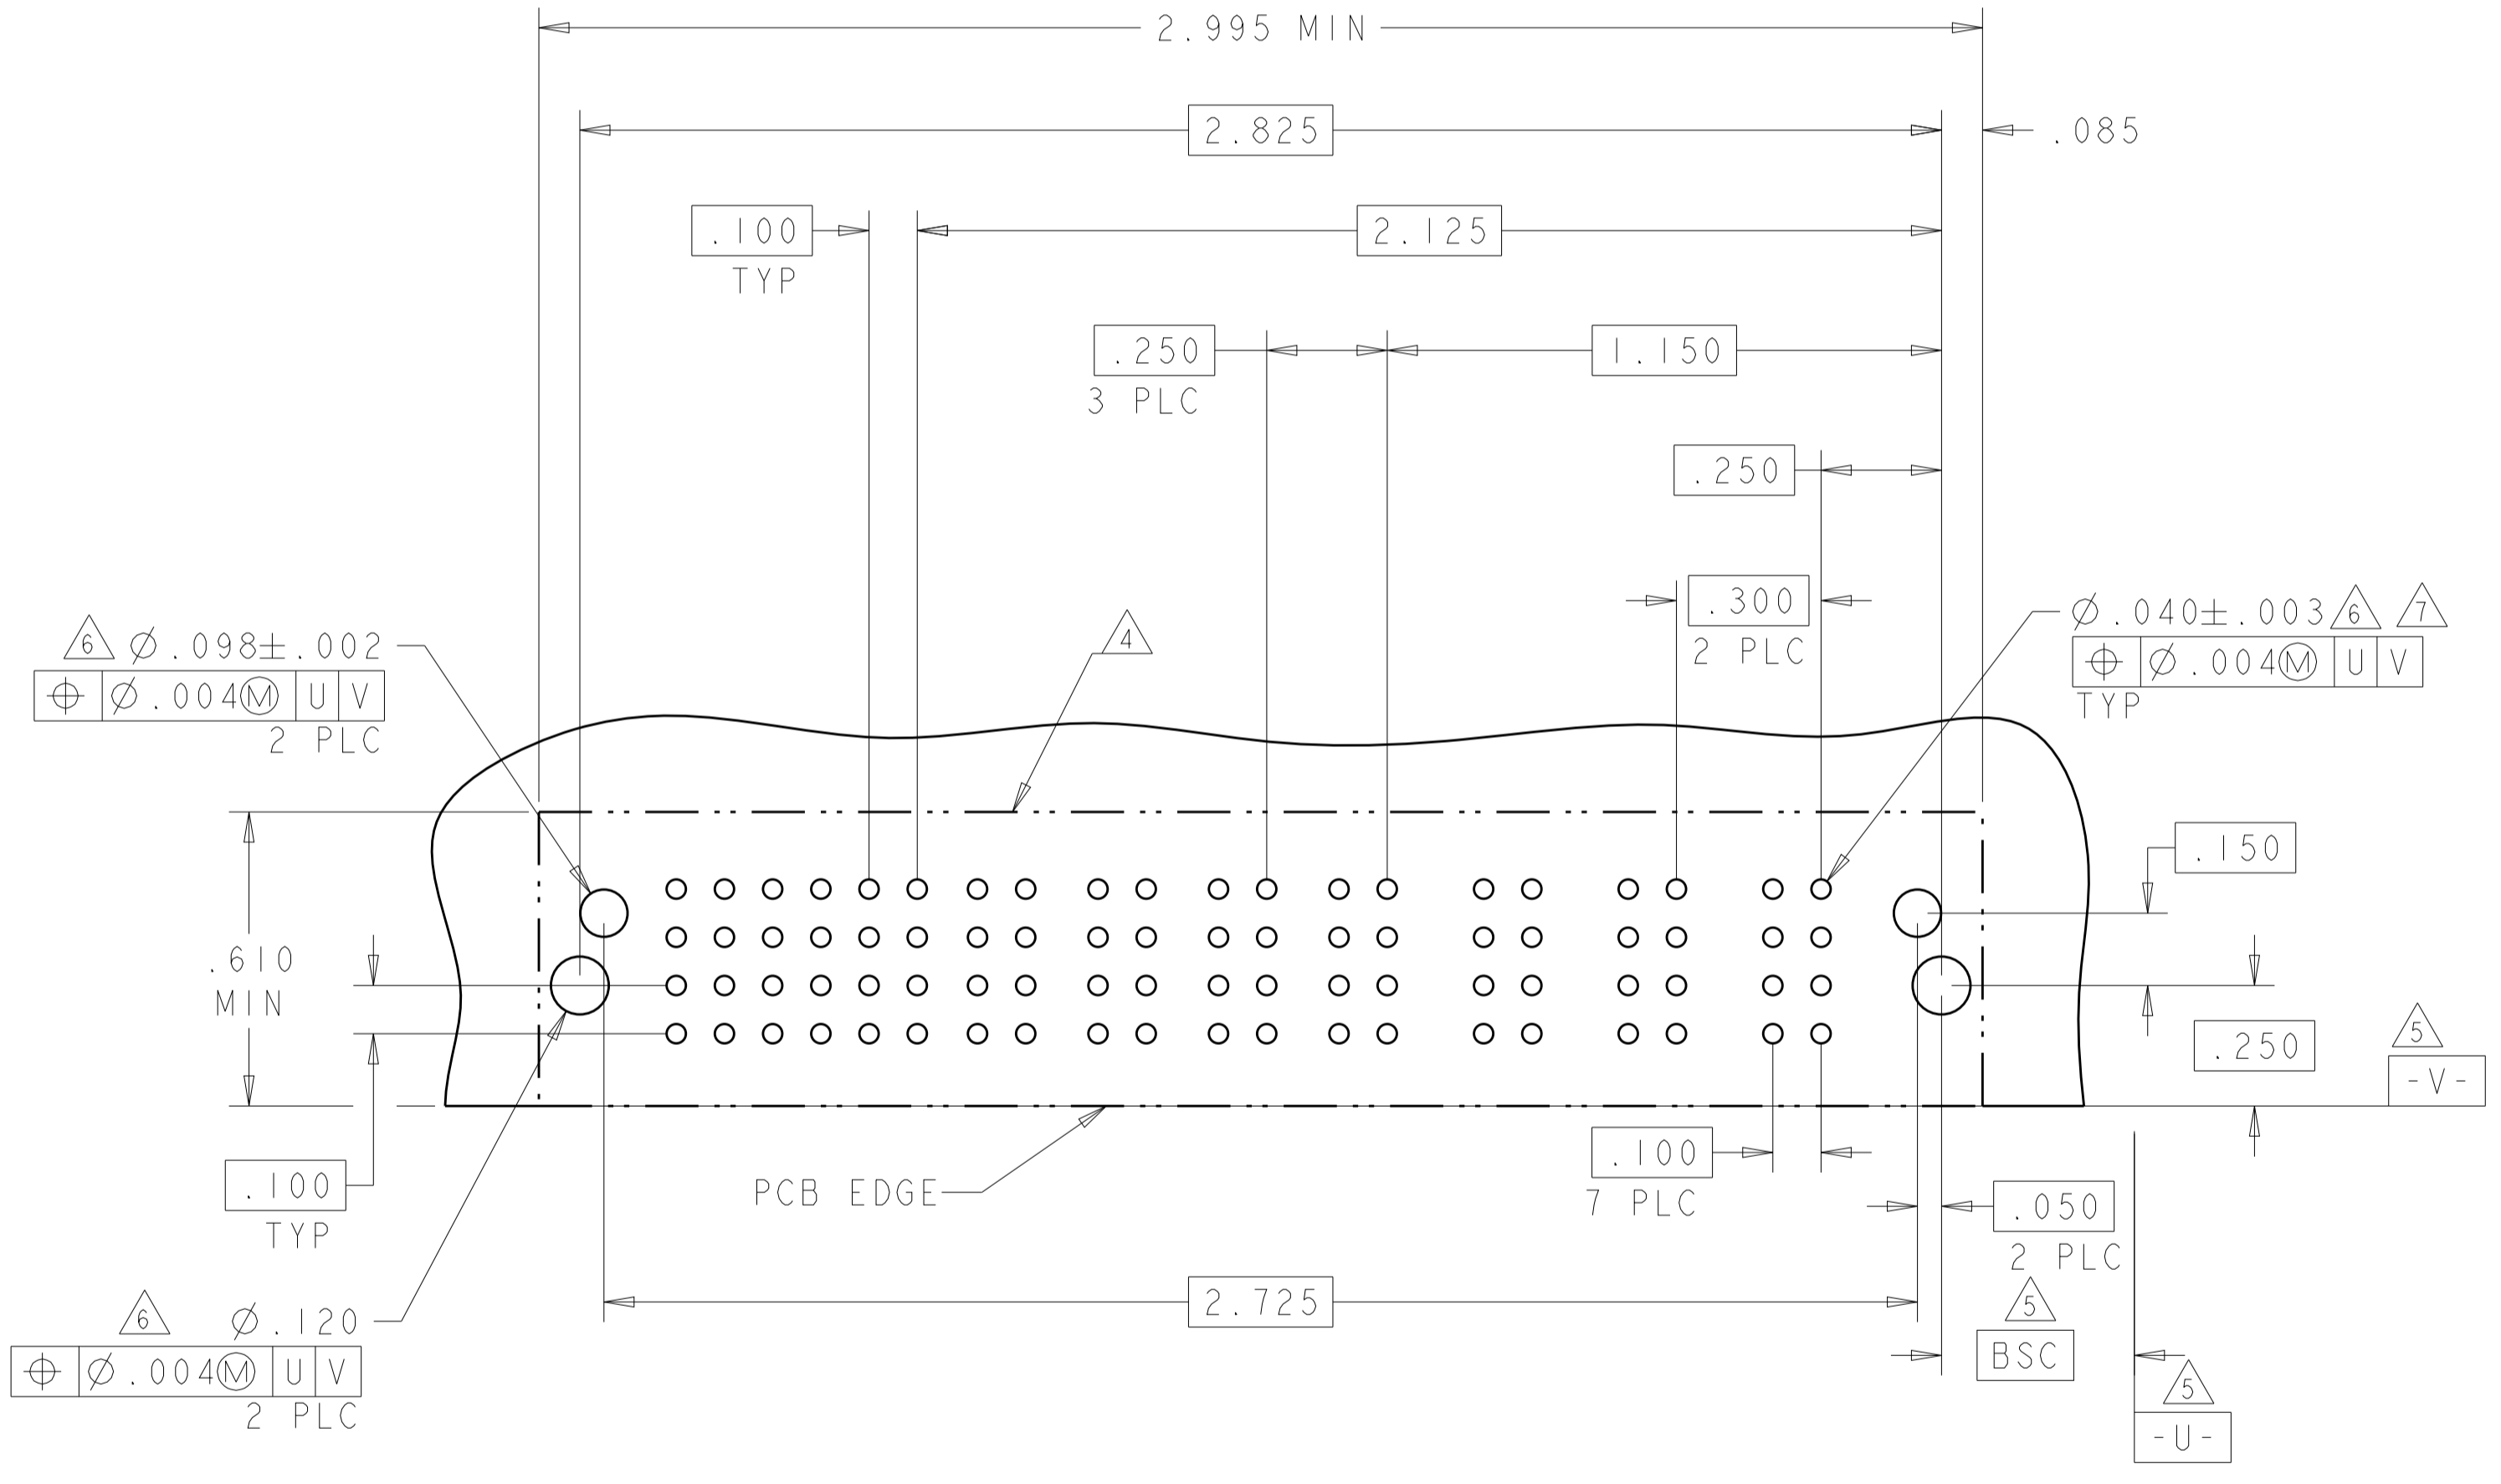 2.995 MIN
2.825
.085
.100
TYP
2.125
.250
3 PLC
1.150
.250
.300
2 PLC
6 ⌀.098±.002
⌖ ⌀.004Ⓜ U V
2 PLC
4
⌀.040±.003 6 7
⌖ ⌀.004Ⓜ U V
TYP
.150
.610
MIN
.250
5
-V-
.100
TYP
PCB EDGE
.100
7 PLC
.050
2 PLC
2.725
6 ⌀.120
⌖ ⌀.004Ⓜ U V
2 PLC
5
BSC
5
-U-